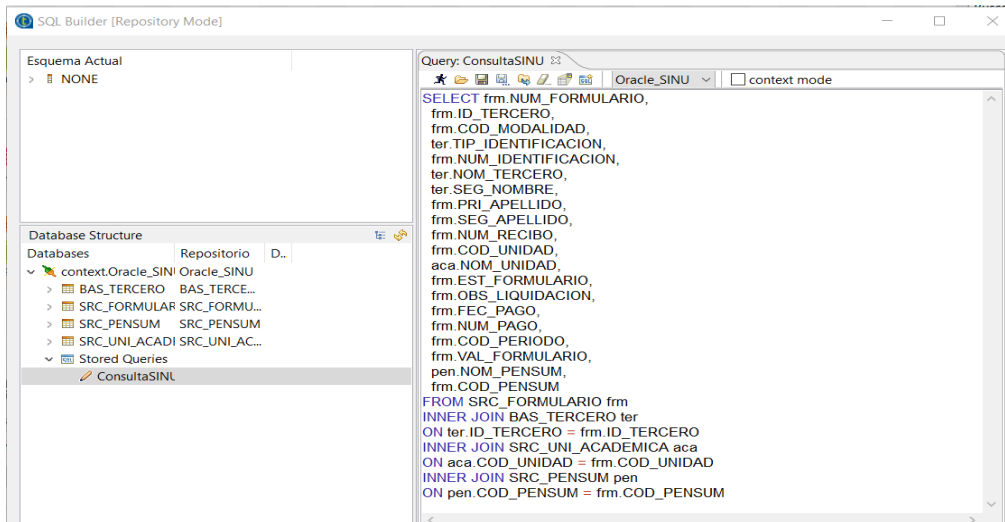 SQL Builder [Repository Mode]
Esquema Actual
NONE
Database Structure
Databases Repositorio D..
context.Oracle_SINU Oracle_SINU
BAS_TERCERO BAS_TERCE...
SRC_FORMULAR SRC_FORMU...
SRC_PENSUM SRC_PENSUM
SRC_UNI_ACADI SRC_UNI_AC...
Stored Queries
ConsultaSINU
Query: ConsultaSINU
Oracle_SINU context mode
SELECT frm.NUM_FORMULARIO,
frm.ID_TERCERO,
frm.COD_MODALIDAD,
ter.TIP_IDENTIFICACION,
frm.NUM_IDENTIFICACION,
ter.NOM_TERCERO,
ter.SEG_NOMBRE,
frm.PRI_APELLIDO,
frm.SEG_APELLIDO,
frm.NUM_RECIBO,
frm.COD_UNIDAD,
aca.NOM_UNIDAD,
frm.EST_FORMULARIO,
frm.OBS_LIQUIDACION,
frm.FEC_PAGO,
frm.NUM_PAGO,
frm.COD_PERIODO,
frm.VAL_FORMULARIO,
pen.NOM_PENSUM,
frm.COD_PENSUM
FROM SRC_FORMULARIO frm
INNER JOIN BAS_TERCERO ter
ON ter.ID_TERCERO = frm.ID_TERCERO
INNER JOIN SRC_UNI_ACADEMICA aca
ON aca.COD_UNIDAD = frm.COD_UNIDAD
INNER JOIN SRC_PENSUM pen
ON pen.COD_PENSUM = frm.COD_PENSUM